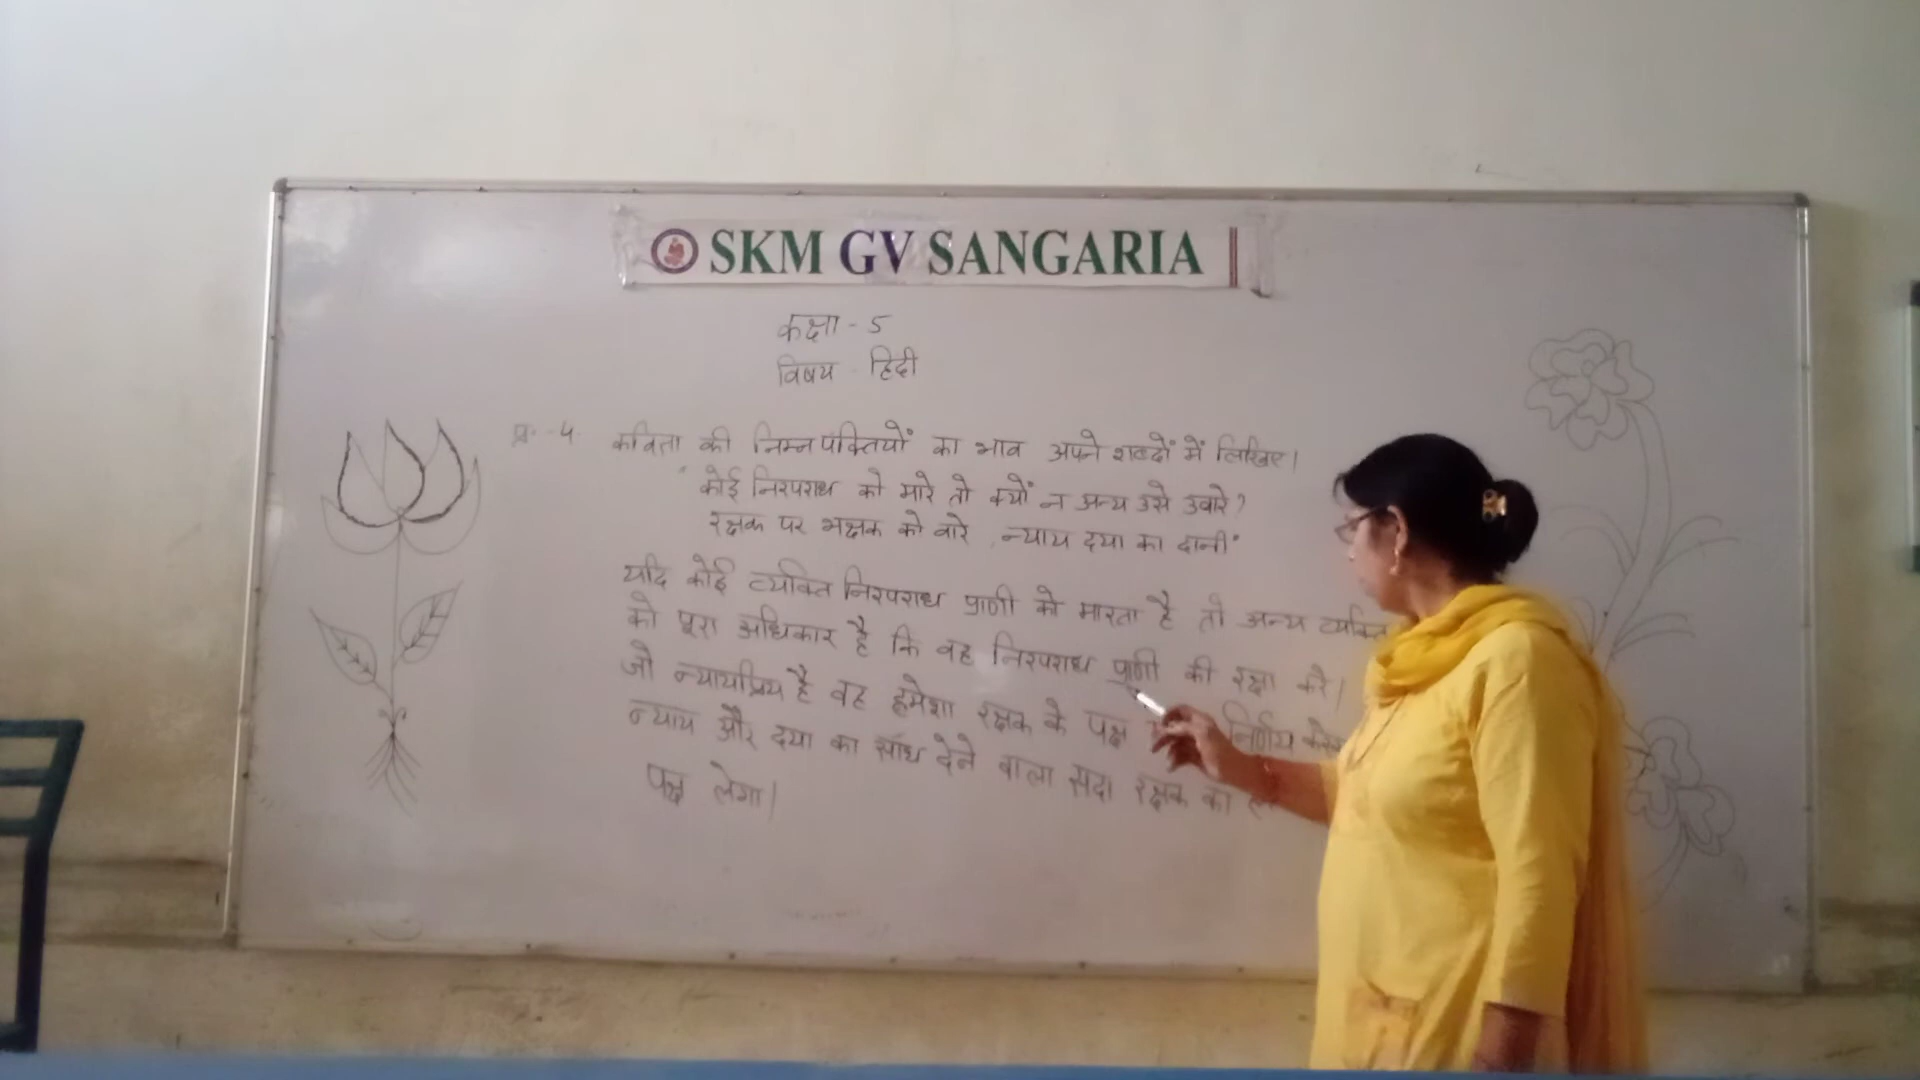 SKM GV SANGARIA
कक्षा - 5
विषय - हिंदी
प्र. -4. कविता की निम्न पंक्तियों का भाव अपने शब्दों में लिखिए।
"कोई निरपराध को मारे तो क्यों न अन्य उसे उबारे?
रक्षक पर भक्षक को वारे, न्याय दया का दानी"
यदि कोई व्यक्ति निरपराध प्राणी को मारता है तो अन्य व्यक्ति
को पूरा अधिकार है कि वह निरपराध प्राणी की रक्षा करे।
जो न्यायप्रिय है वह हमेशा रक्षक के पक्ष निर्णय
न्याय और दया का साथ देने वाला सदा रक्षक का
पक्ष लेगा।